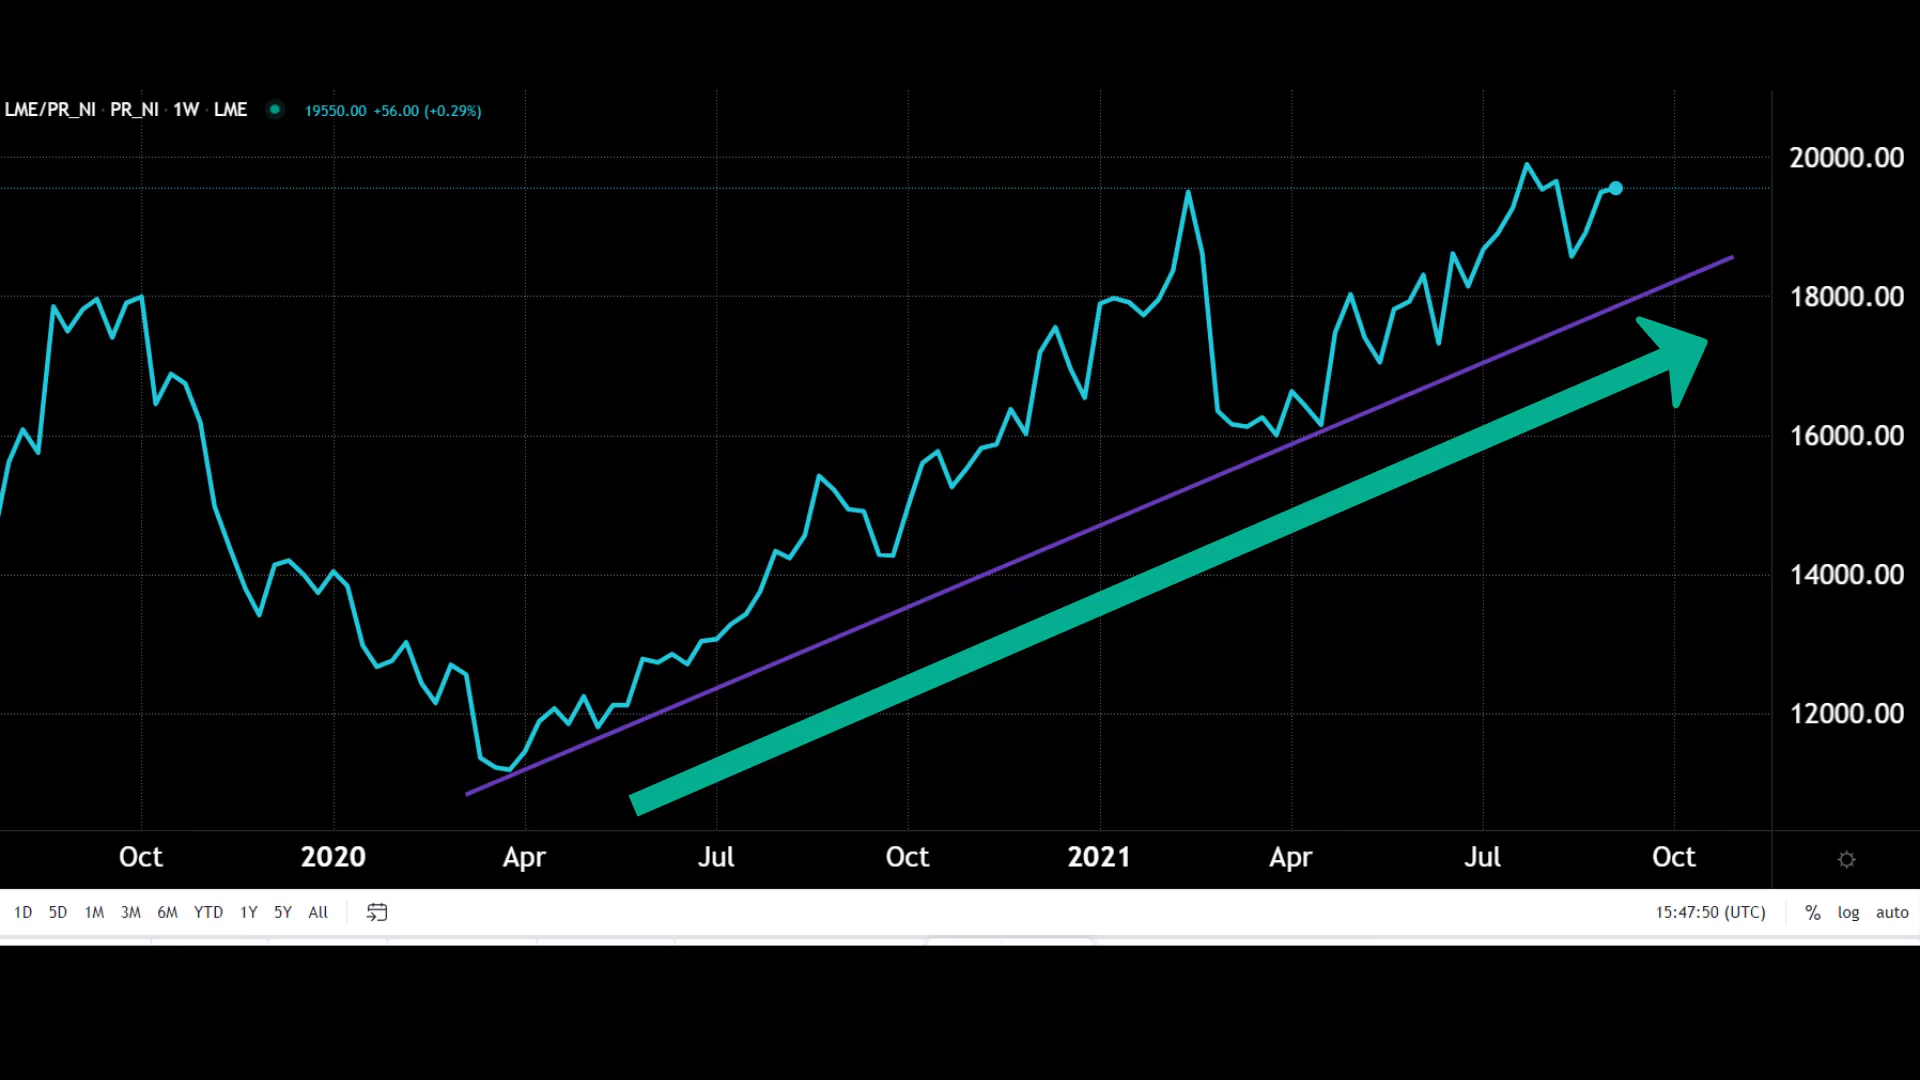 LME/PR_NI · PR_NI · 1W · LME 19550.00 +56.00 (+0.29%)
20000.00
18000.00
16000.00
14000.00
12000.00
Oct 2020 Apr Jul Oct 2021 Apr Jul Oct
1D 5D 1M 3M 6M YTD 1Y 5Y All 15:47:50 (UTC) % log auto